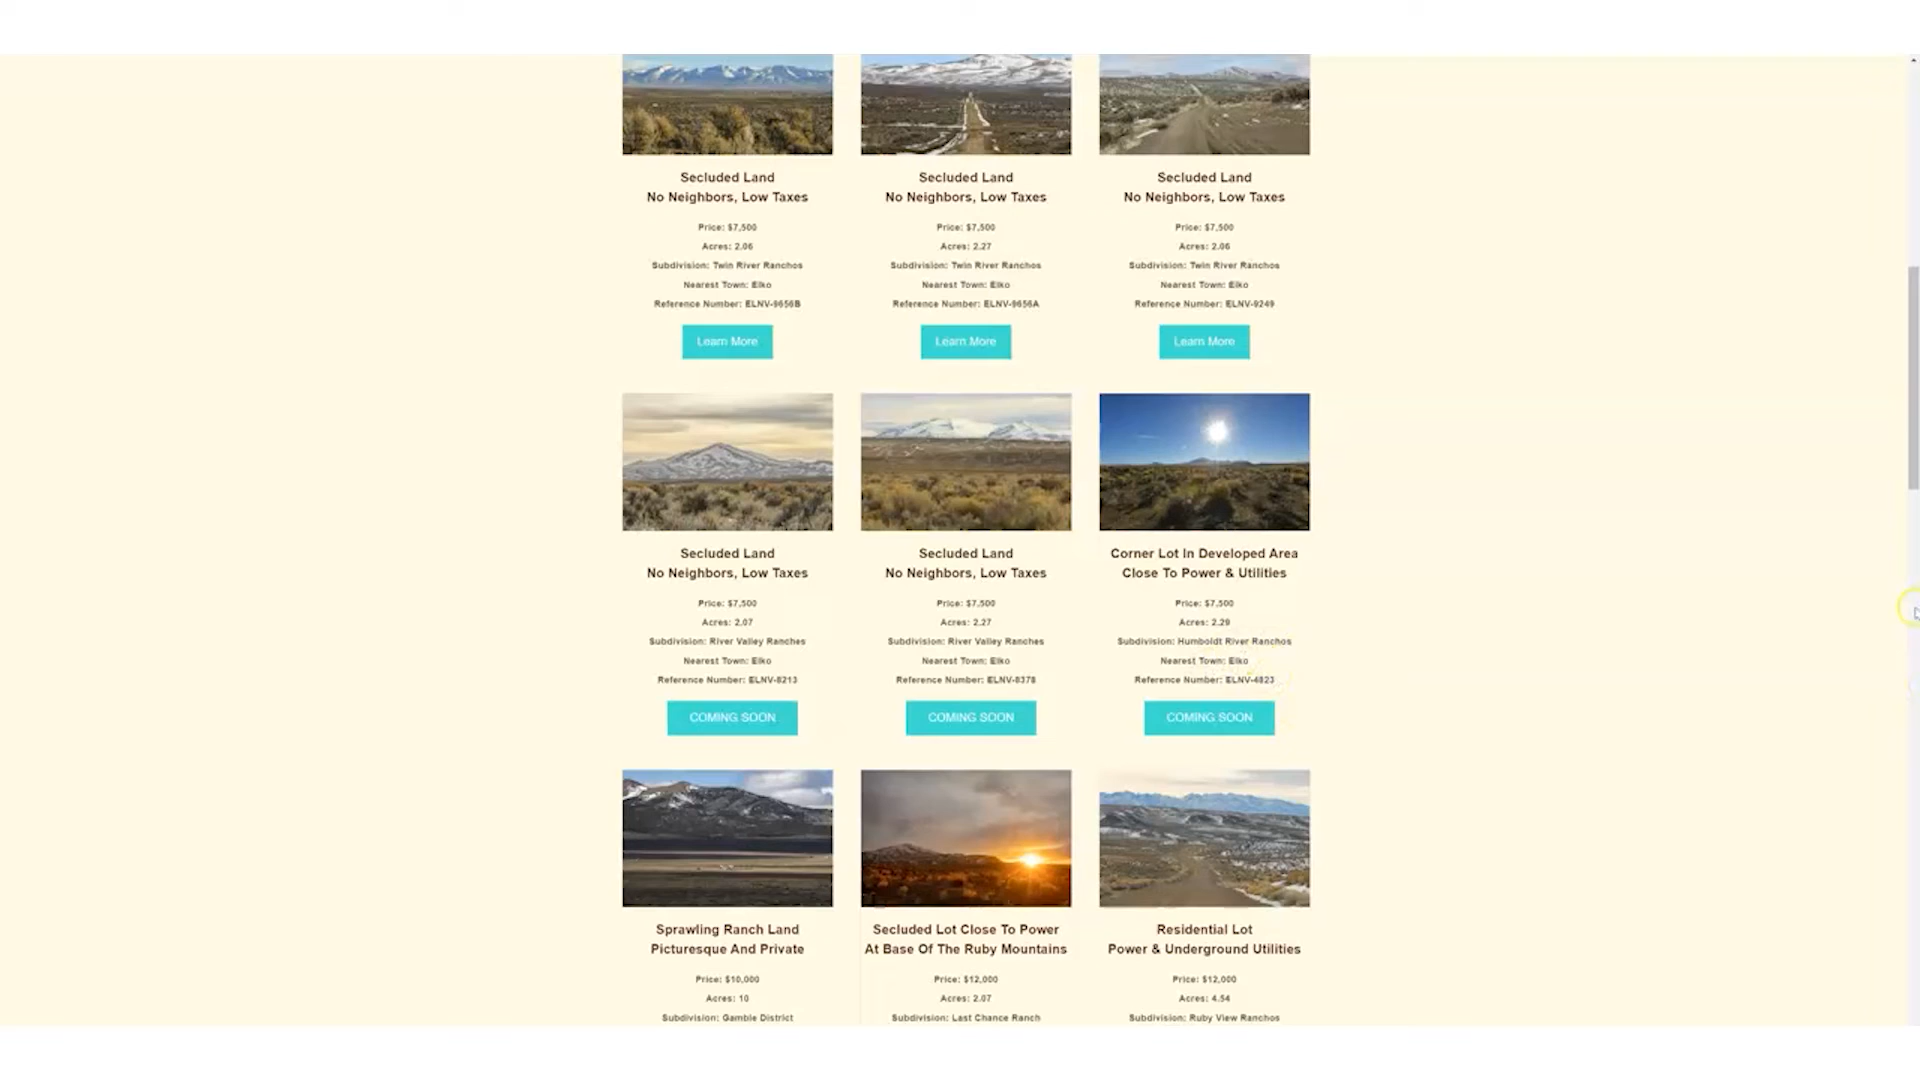 Secluded Land
No Neighbors, Low Taxes
Price: $7,500
Acres: 2.06
Subdivision: Twin River Ranchos
Nearest Town: Elko
Reference Number: ELNV-9656B
Learn More
Secluded Land
No Neighbors, Low Taxes
Price: $7,500
Acres: 2.27
Subdivision: Twin River Ranchos
Nearest Town: Elko
Reference Number: ELNV-9656A
Learn More
Secluded Land
No Neighbors, Low Taxes
Price: $7,500
Acres: 2.06
Subdivision: Twin River Ranchos
Nearest Town: Elko
Reference Number: ELNV-9249
Learn More
Secluded Land
No Neighbors, Low Taxes
Price: $7,500
Acres: 2.07
Subdivision: River Valley Ranches
Nearest Town: Elko
Reference Number: ELNV-8213
COMING SOON
Secluded Land
No Neighbors, Low Taxes
Price: $7,500
Acres: 2.27
Subdivision: River Valley Ranches
Nearest Town: Elko
Reference Number: ELNV-8378
COMING SOON
Corner Lot In Developed Area
Close To Power & Utilities
Price: $7,500
Acres: 2.29
Subdivision: Humboldt River Ranchos
Nearest Town: Elko
Reference Number: ELNV-4823
COMING SOON
Sprawling Ranch Land
Picturesque And Private
Price: $10,000
Acres: 10
Subdivision: Gamble District
Secluded Lot Close To Power
At Base Of The Ruby Mountains
Price: $12,000
Acres: 2.07
Subdivision: Last Chance Ranch
Residential Lot
Power & Underground Utilities
Price: $12,000
Acres: 4.54
Subdivision: Ruby View Ranchos